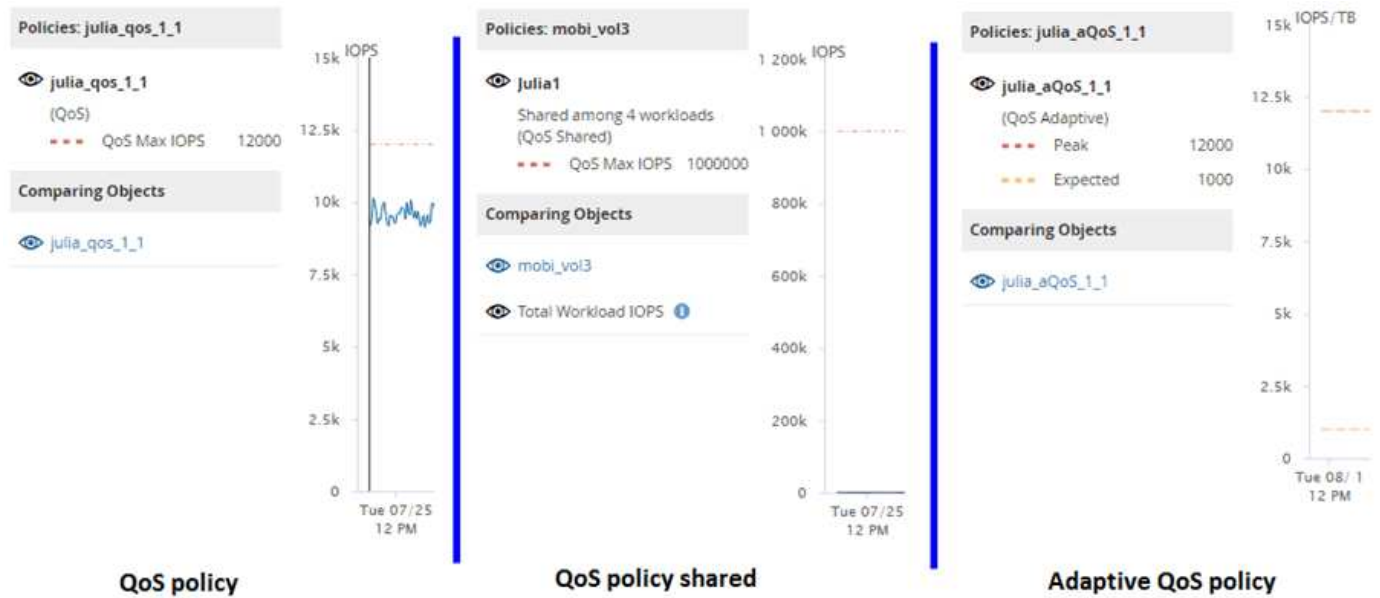 Policies: julia_qos_1_1
julia_qos_1_1
(QoS)
QoS Max IOPS 12000
Comparing Objects
julia_qos_1_1
IOPS
15k
12.5k
10k
7.5k
5k
2.5k
0
Tue 07/25
12 PM
QoS policy
Policies: mobi_vol3
Julia1
Shared among 4 workloads
(QoS Shared)
QoS Max IOPS 1000000
Comparing Objects
mobi_vol3
Total Workload IOPS
IOPS
1 200k
1 000k
800k
600k
400k
200k
0
Tue 07/25
12 PM
QoS policy shared
Policies: julia_aQoS_1_1
julia_aQoS_1_1
(QoS Adaptive)
Peak 12000
Expected 1000
Comparing Objects
julia_aQoS_1_1
IOPS/TB
15k
12.5k
10k
7.5k
5k
2.5k
0
Tue 08/ 1
12 PM
Adaptive QoS policy